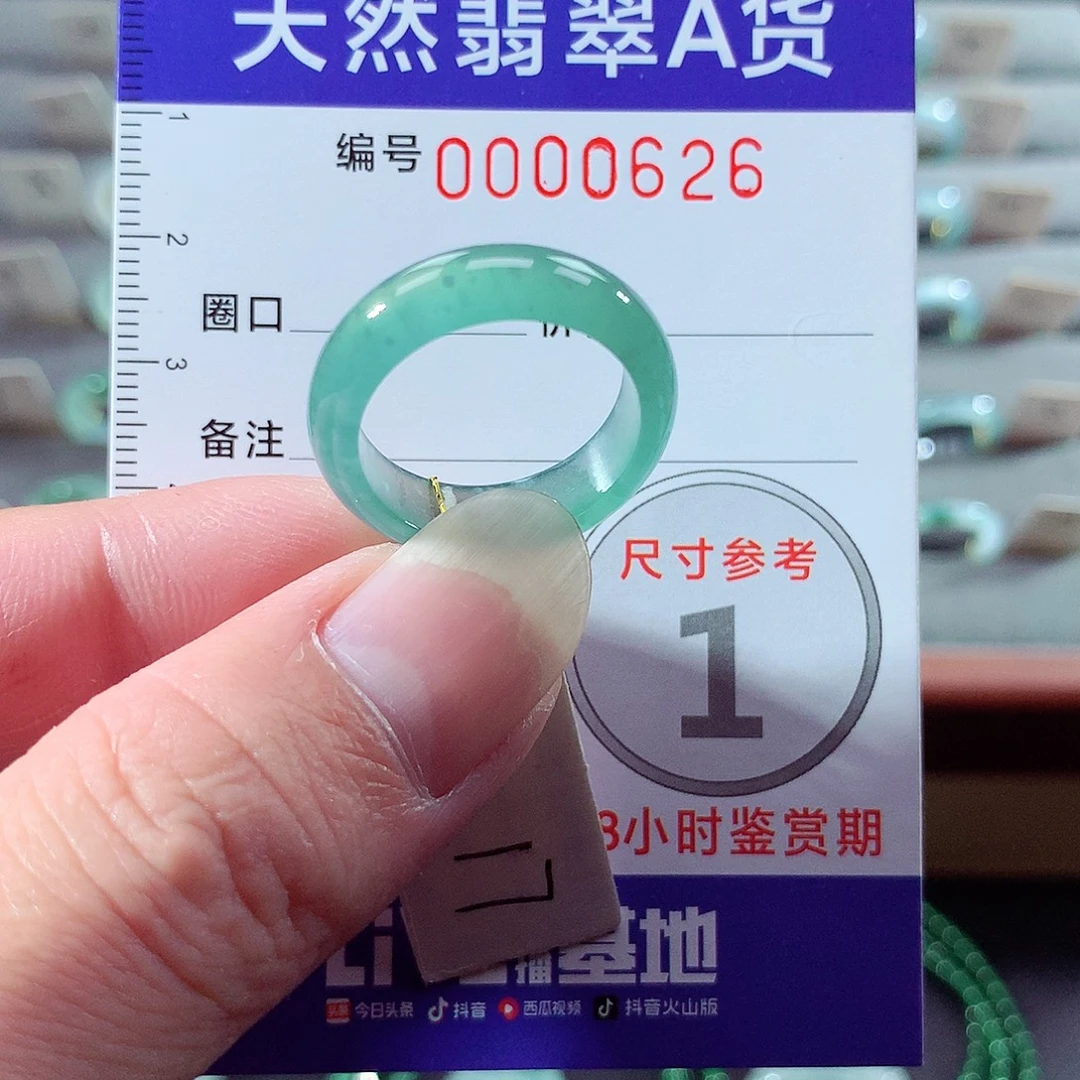 天然翡翠A货
编号 0000626
1
2
圈口
3
备注
尺寸参考
1
8小时鉴赏期
基地
今日头条 抖音 西瓜视频 抖音火山版